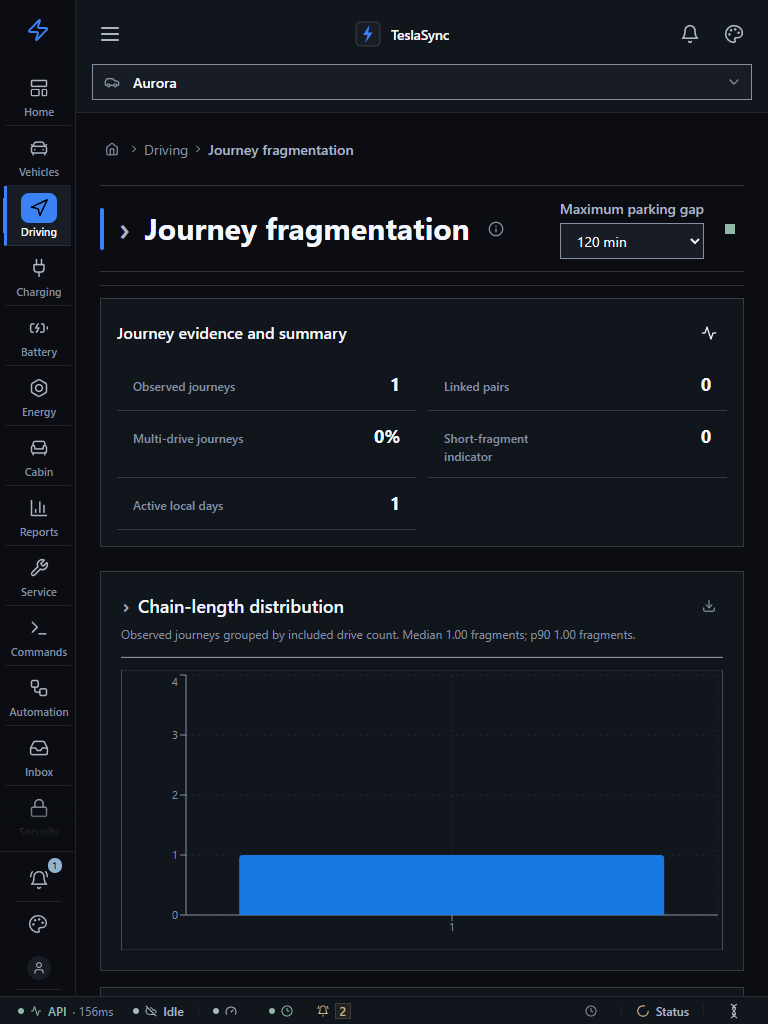 TeslaSync
Aurora
Home
Vehicles
Driving
Charging
Battery
Energy
Cabin
Reports
Service
Commands
Automation
Inbox
Security
1
Driving
Journey fragmentation
Journey fragmentation
Maximum parking gap
120 min
Journey evidence and summary
Observed journeys 1
Linked pairs 0
Multi-drive journeys 0%
Short-fragment
indicator 0
Active local days 1
Chain-length distribution
Observed journeys grouped by included drive count. Median 1.00 fragments; p90 1.00 fragments.
4
3
2
1
0
1
API · 156ms
Idle
2
Status